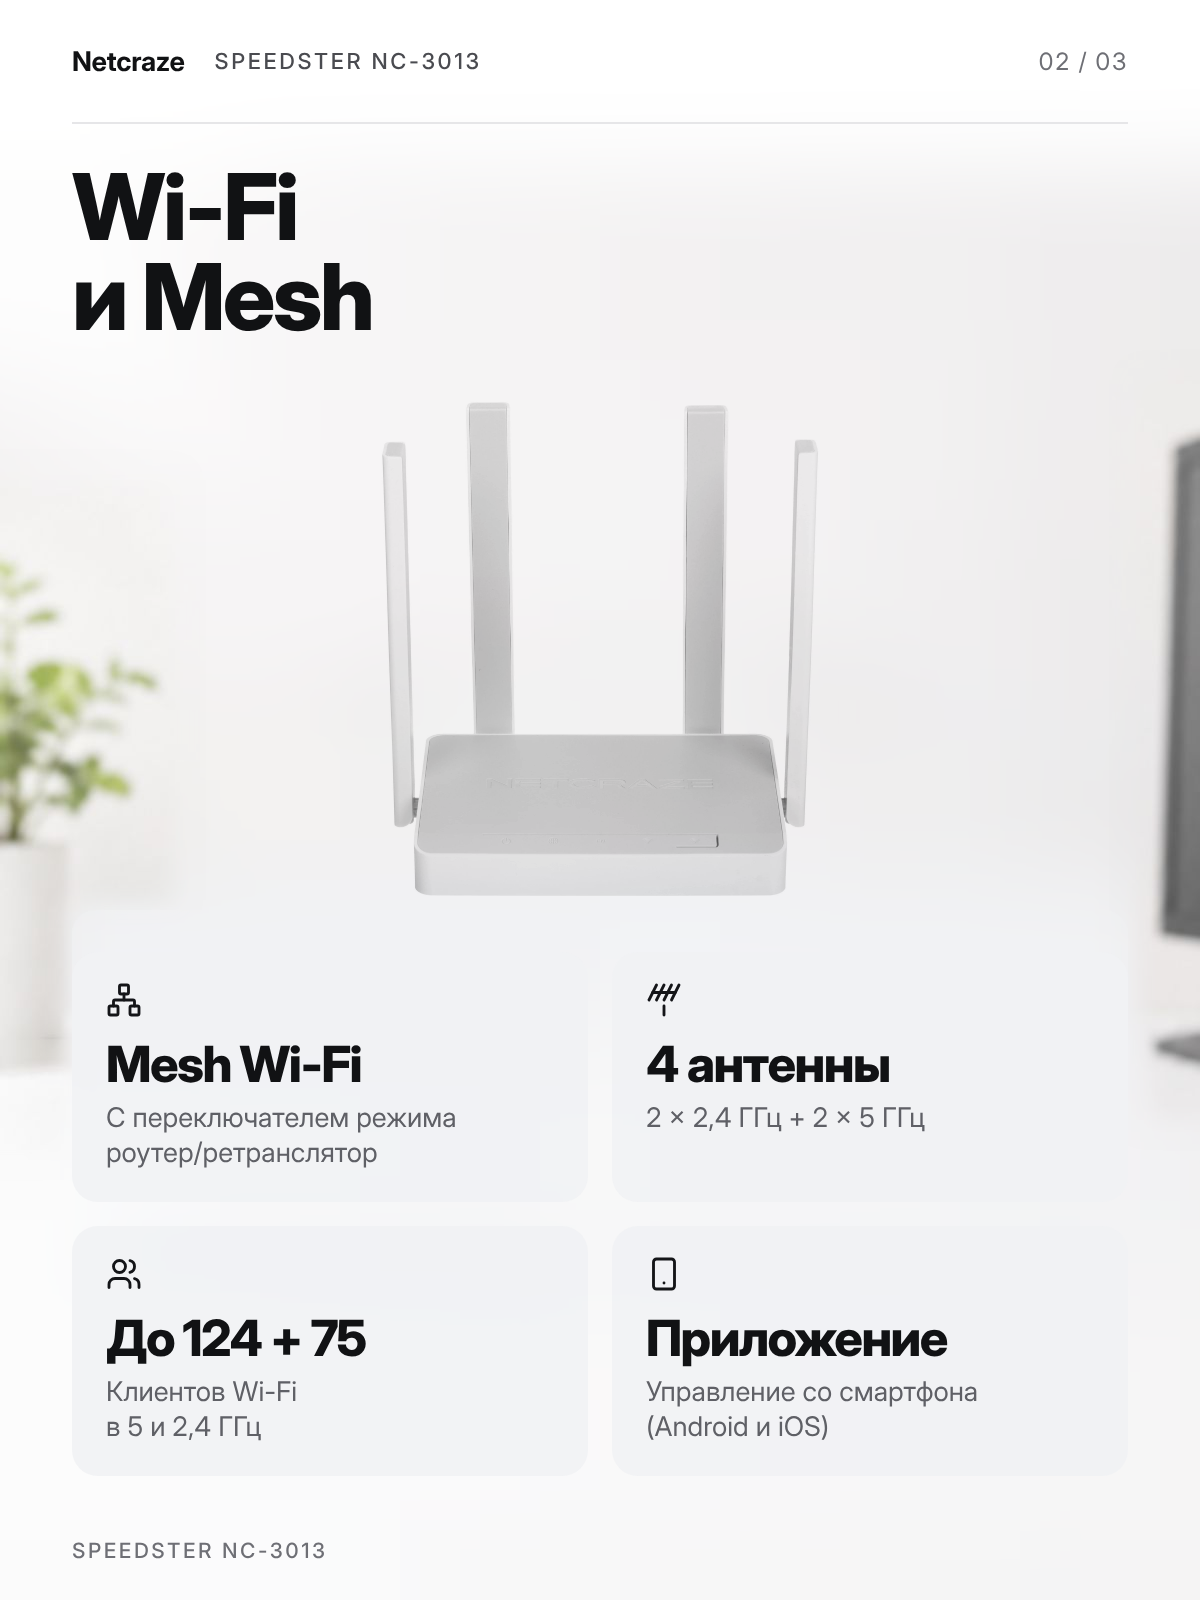 Netcraze SPEEDSTER NC-3013 02 / 03
Wi-Fi
и Mesh
NETCRAZE
Mesh Wi-Fi
С переключателем режима
роутер/ретранслятор
4 антенны
2 × 2,4 ГГц + 2 × 5 ГГц
До 124 + 75
Клиентов Wi-Fi
в 5 и 2,4 ГГц
Приложение
Управление со смартфона
(Android и iOS)
SPEEDSTER NC-3013